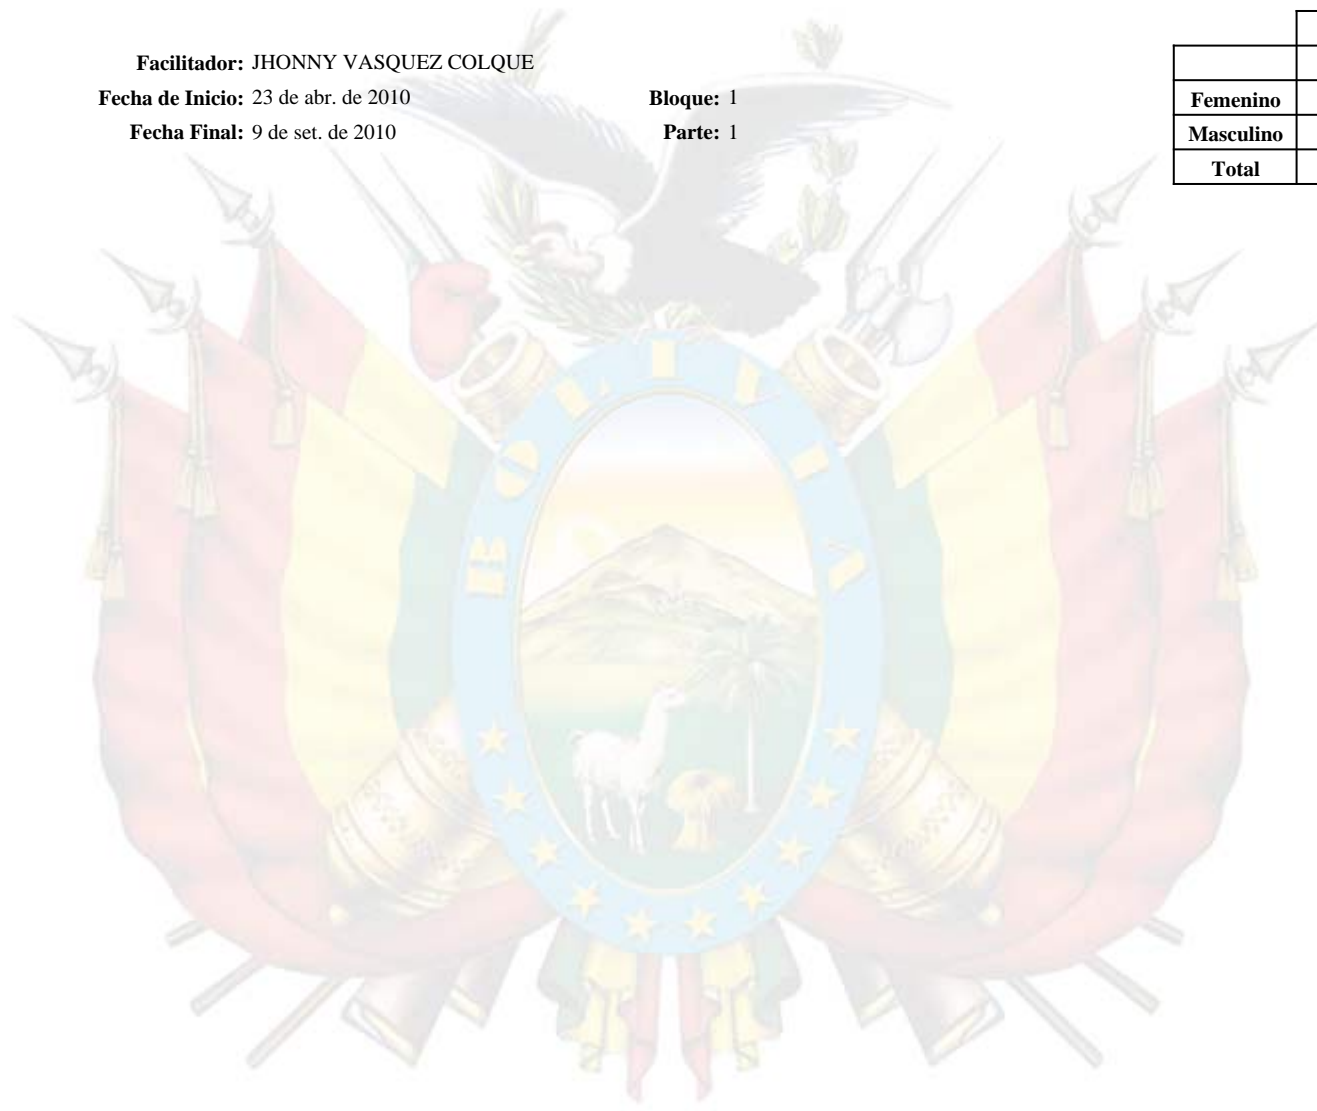 Facilitador: JHONNY VASQUEZ COLQUE
Fecha de Inicio: 23 de abr. de 2010 Bloque: 1
Fecha Final: 9 de set. de 2010 Parte: 1
Femenino
Masculino
Total
BOLIVIA